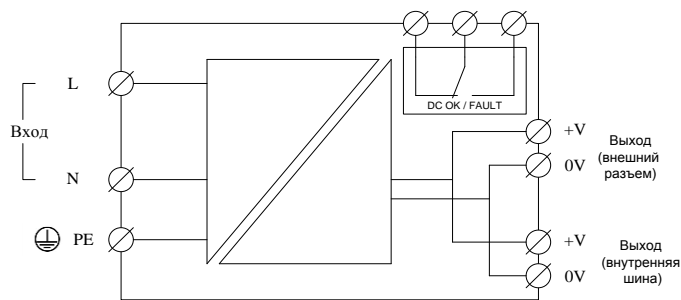 DC OK / FAULT
L
Вход
N
PE
+V
0V
Выход
(внешний
разъем)
+V
0V
Выход
(внутренняя
шина)